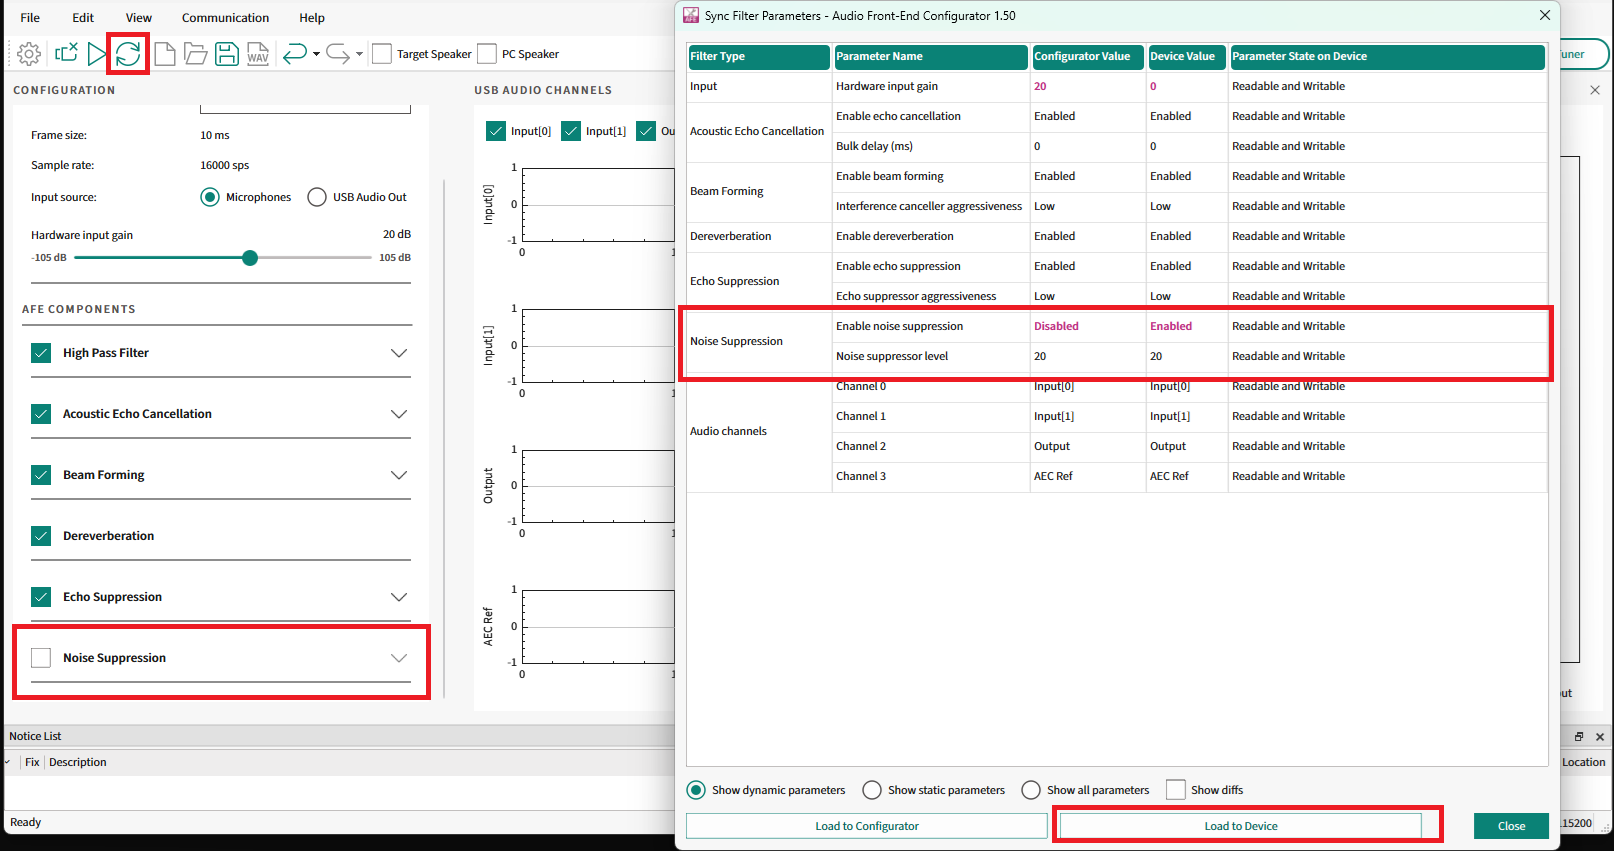 File Edit View Communication Help
WAV Target Speaker PC Speaker
CONFIGURATION
Frame size: 10 ms
Sample rate: 16000 sps
Input source: Microphones USB Audio Out
Hardware input gain 20 dB
-105 dB 105 dB
AFE COMPONENTS
High Pass Filter
Acoustic Echo Cancellation
Beam Forming
Dereverberation
Echo Suppression
Noise Suppression
USB AUDIO CHANNELS
Input[0] Input[1] Ou
Input[0]
1
0
-1
0
Input[1]
1
0
-1
0
Output
1
0
-1
0 1
AEC Ref
1
0
-1
0 1
AFE Sync Filter Parameters - Audio Front-End Configurator 1.50
Filter Type Parameter Name Configurator Value Device Value Parameter State on Device
Input Hardware input gain 20 0 Readable and Writable
Acoustic Echo Cancellation Enable echo cancellation Enabled Enabled Readable and Writable
Bulk delay (ms) 0 0 Readable and Writable
Beam Forming Enable beam forming Enabled Enabled Readable and Writable
Interference canceller aggressiveness Low Low Readable and Writable
Dereverberation Enable dereverberation Enabled Enabled Readable and Writable
Echo Suppression Enable echo suppression Enabled Enabled Readable and Writable
Echo suppressor aggressiveness Low Low Readable and Writable
Noise Suppression Enable noise suppression Disabled Enabled Readable and Writable
Noise suppressor level 20 20 Readable and Writable
Audio channels Channel 0 Input[0] Input[0] Readable and Writable
Channel 1 Input[1] Input[1] Readable and Writable
Channel 2 Output Output Readable and Writable
Channel 3 AEC Ref AEC Ref Readable and Writable
Show dynamic parameters Show static parameters Show all parameters Show diffs
Load to Configurator Load to Device Close
uner
ut
Notice List
Fix Description Location
Ready 15200